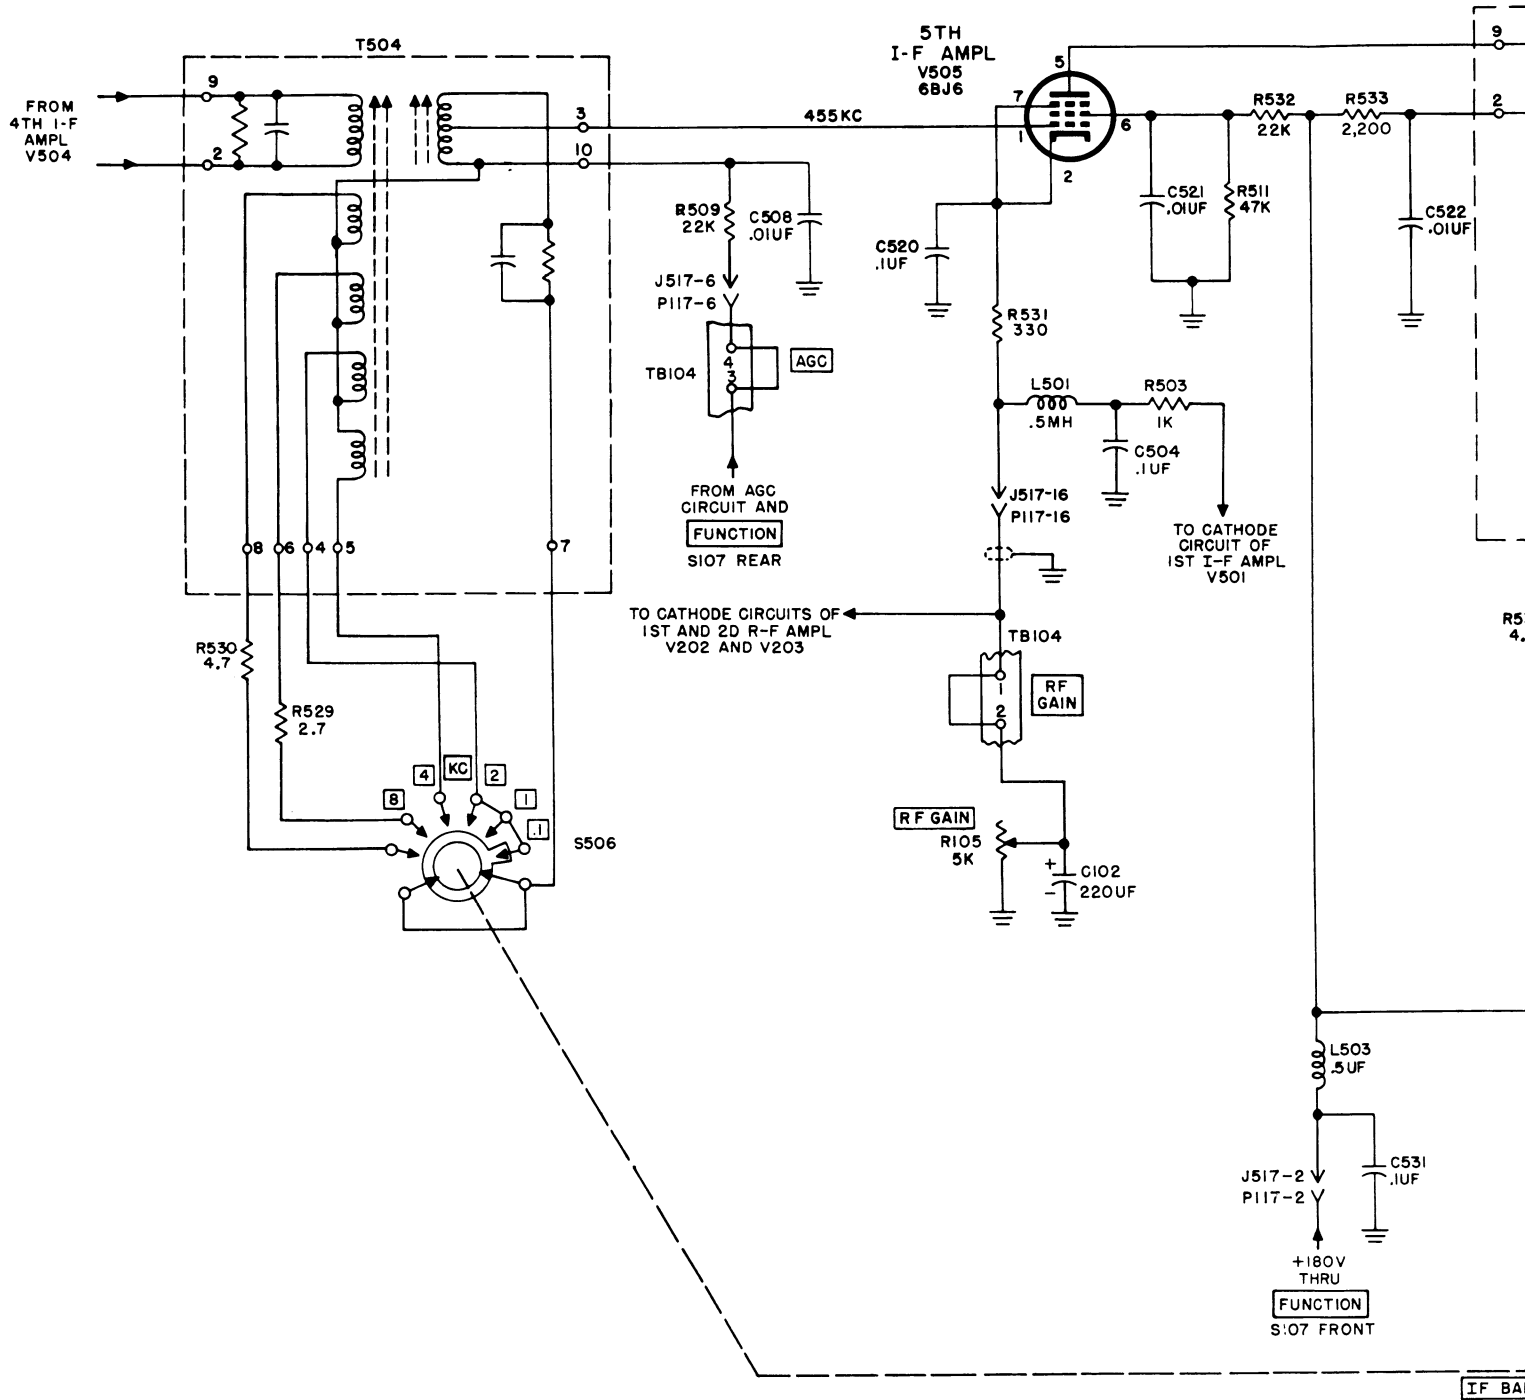 T504
5TH
I-F AMPL
V505
6BJ6
5
9
FROM
4TH I-F
AMPL
V504
9
2
3
10
455KC
7
1
6
2
R532
22K
R533
2,200
2
R509
22K
C508
.01UF
C520
.1UF
C521
.01UF
R511
47K
C522
.01UF
J517-6
P117-6
TB104
4
3
AGC
R531
330
L501
.5MH
R503
1K
C504
.1UF
FROM AGC
CIRCUIT AND
FUNCTION
S107 REAR
J517-16
P117-16
TO CATHODE
CIRCUIT OF
1ST I-F AMPL
V501
8
6
4
5
7
TO CATHODE CIRCUITS OF
1ST AND 2D R-F AMPL
V202 AND V203
TB104
1
2
RF
GAIN
R530
4.7
R529
2.7
8
4
KC
2
1
.1
S506
RF GAIN
R105
5K
+
-
C102
220UF
L503
.5UF
J517-2
P117-2
C531
.1UF
+180V
THRU
FUNCTION
S107 FRONT